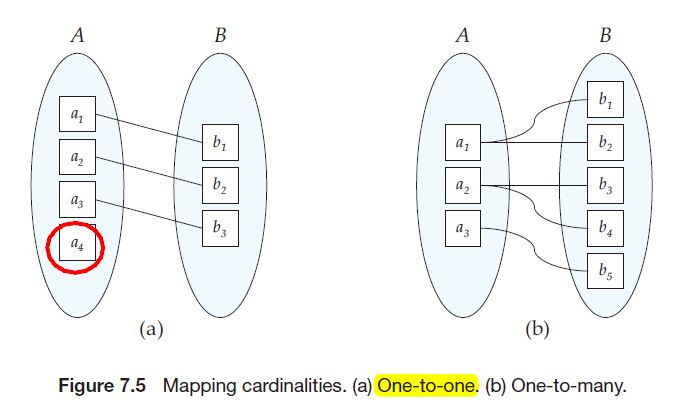 A B A B
a1 b1
a2 b2
a3 b3
a4
b1
a1 b2
a2 b3
a3 b4
b5
(a) (b)
Figure 7.5 Mapping cardinalities. (a) One-to-one. (b) One-to-many.